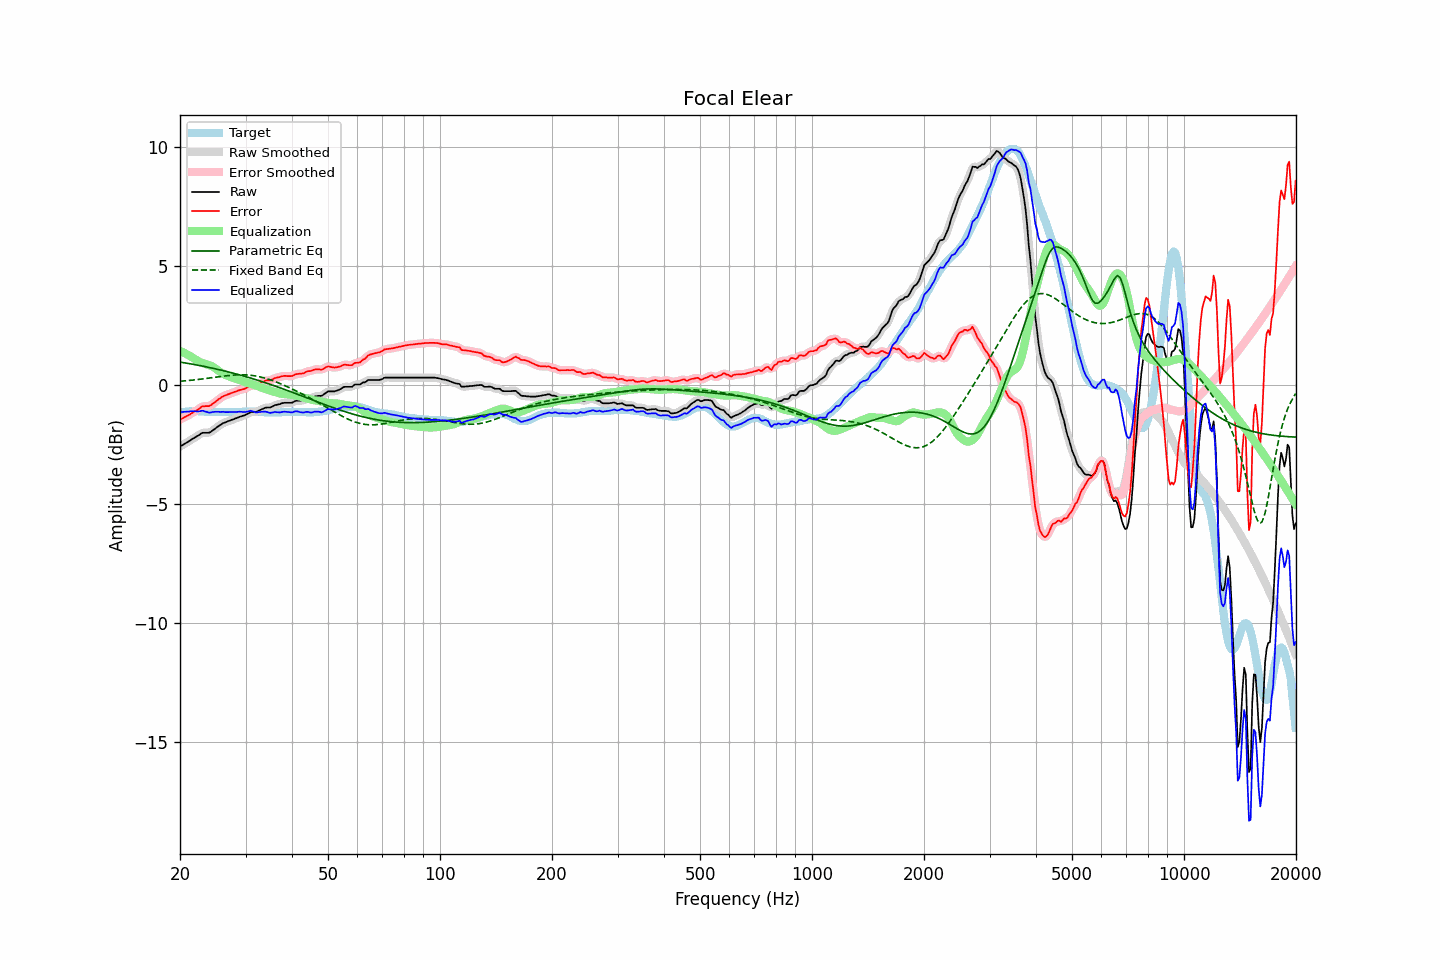 Focal Elear
Target
Raw Smoothed
Error Smoothed
Raw
Error
Equalization
Parametric Eq
Fixed Band Eq
Equalized
10
5
0
−5
−10
−15
Amplitude (dBr)
20
50
100
200
500
1000
2000
5000
10000
20000
Frequency (Hz)